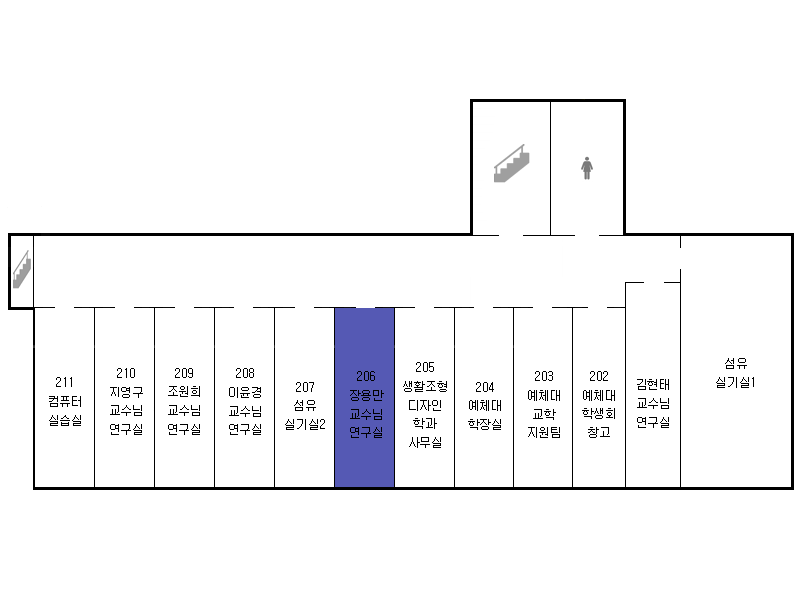 211
컴퓨터
실습실
210
지영구
교수님
연구실
209
조원희
교수님
연구실
208
이윤경
교수님
연구실
207
섬유
실기실2
206
장용만
교수님
연구실
205
생활조형
디자인
학과
사무실
204
예체대
학장실
203
예체대
교학
지원팀
202
예체대
학생회
창고
김현태
교수님
연구실
섬유
실기실1